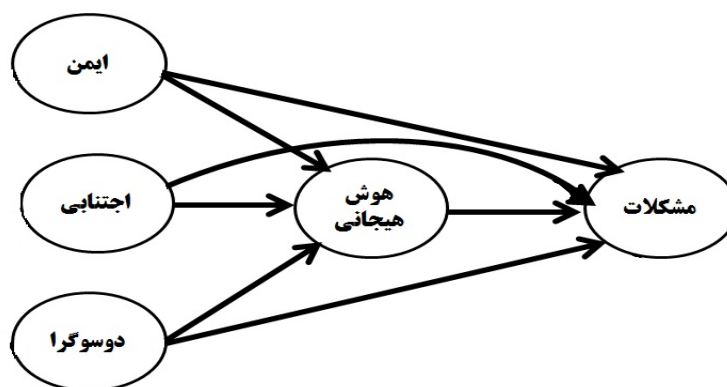 ایمن
اجتنابی
هوش
هیجانی
مشکلات
دوسوگرا